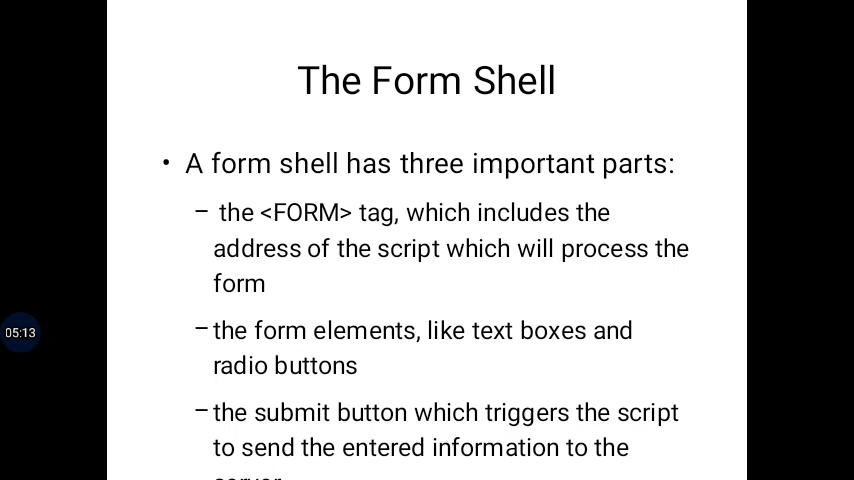 The Form Shell
• A form shell has three important parts:
– the <FORM> tag, which includes the
address of the script which will process the
form
– the form elements, like text boxes and
radio buttons
– the submit button which triggers the script
to send the entered information to the
05:13